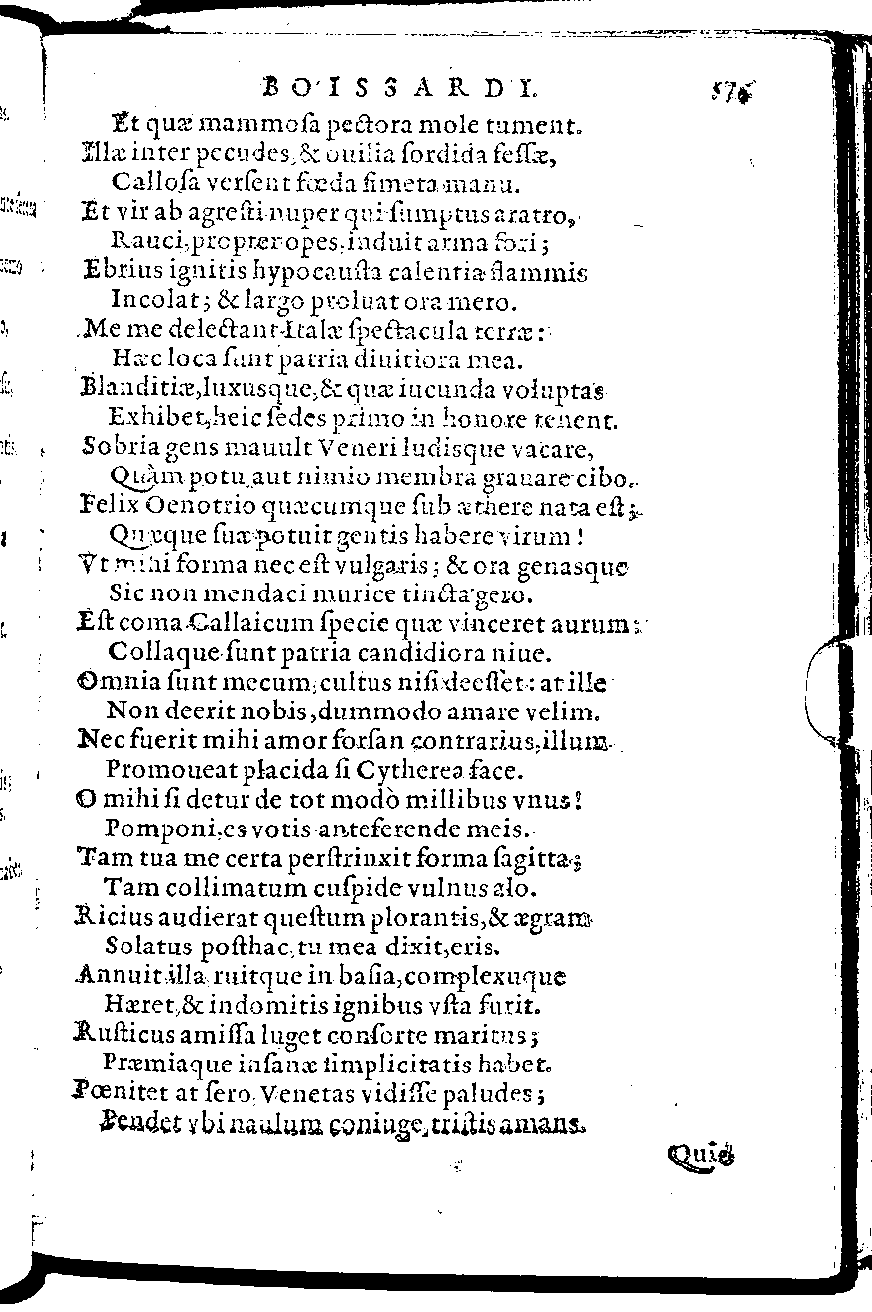 BOISSARDI. 575
Et quæ mammoſa pectora mole tument.
Illæ inter pecudes, & ouilia ſordida feſſæ,
Calloſa verſent fœda fimeta manu.
Et vir ab agreſti nuper qui ſumptus aratro,
Rauci, propter opes, induit arma fori;
Ebrius ignitis hypocauſta calentia flammis
Incolat; & largo proluat ora mero.
Me me delectant Italæ ſpectacula terræ:
Hæc loca ſunt patria diuitiora mea.
Blanditiæ, luxusque, & quæ iucunda voluptas
Exhibet, heic ſedes primo in honore tenent.
Sobria gens mauult Veneri ludisque vacare,
Quàm potu aut nimio membra grauare cibo.
Felix Oenotrio quæcumque ſub æthere nata eſt;
Quæque ſuæ potuit gentis habere virum!
Vt mihi forma nec eſt vulgaris; & ora genasque
Sic non mendaci murice tincta gero.
Eſt coma Callaicum ſpecie quæ vinceret aurum:
Collaque ſunt patria candidiora niue.
Omnia ſunt mecum, cultus niſi deeſſet: at ille
Non deerit nobis, dummodo amare velim.
Nec fuerit mihi amor forſan contrarius, illum
Promoueat placida ſi Cytherea face.
O mihi ſi detur de tot modò millibus vnus!
Pomponi, es votis anteferende meis.
Tam tua me certa perſtrinxit forma ſagitta;
Tam collimatum cuſpide vulnus alo.
Ricius audierat queſtum plorantis, & ægram
Solatus poſthac, tu mea dixit, eris.
Annuit illa ruitque in baſia, complexuque
Hæret, & indomitis ignibus vſta furit.
Ruſticus amiſſa luget conſorte maritus;
Præmiaque inſanæ ſimplicitatis habet.
Pœnitet at ſero Venetas vidiſſe paludes;
Pendet vbi naulum coniuge, triſtis amans.
Quid